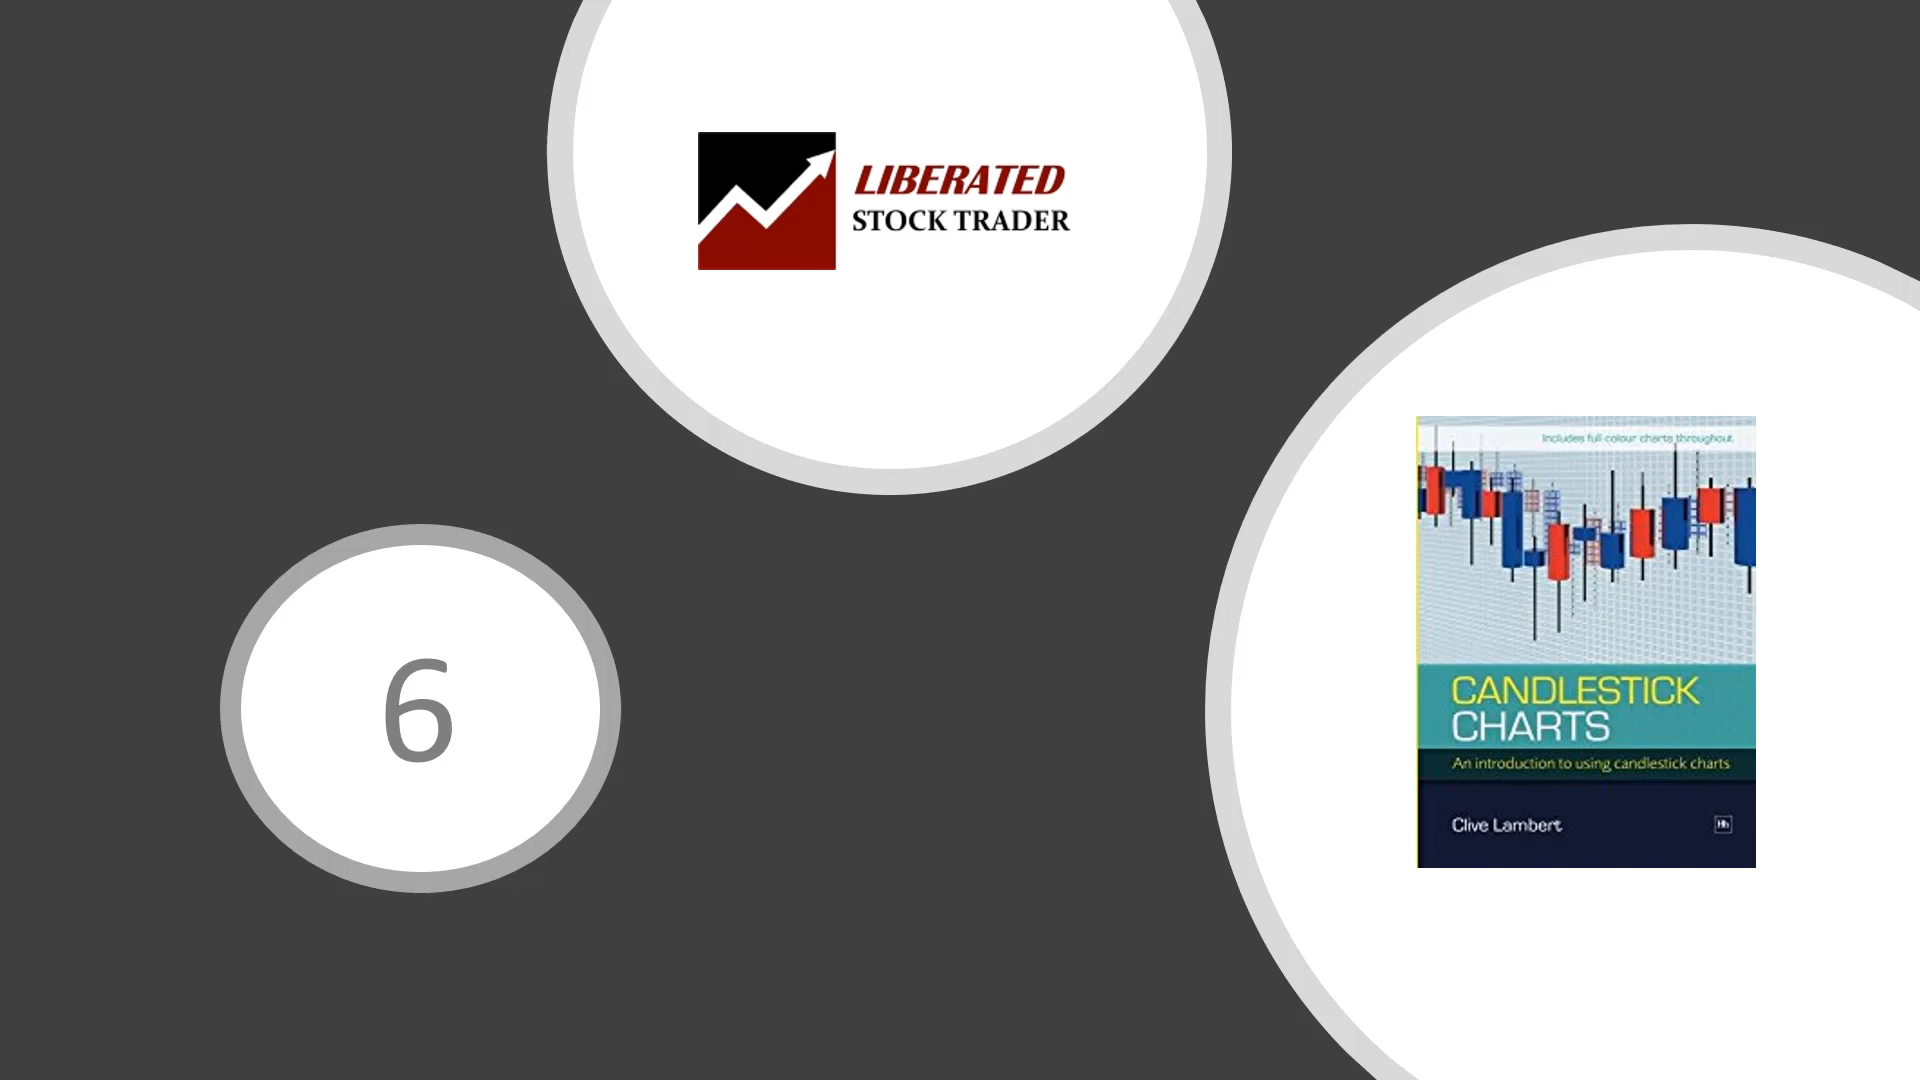 LIBERATED
STOCK TRADER
6
Includes full colour charts throughout
CANDLESTICK
CHARTS
An introduction to using candlestick charts
Clive Lambert
Hh